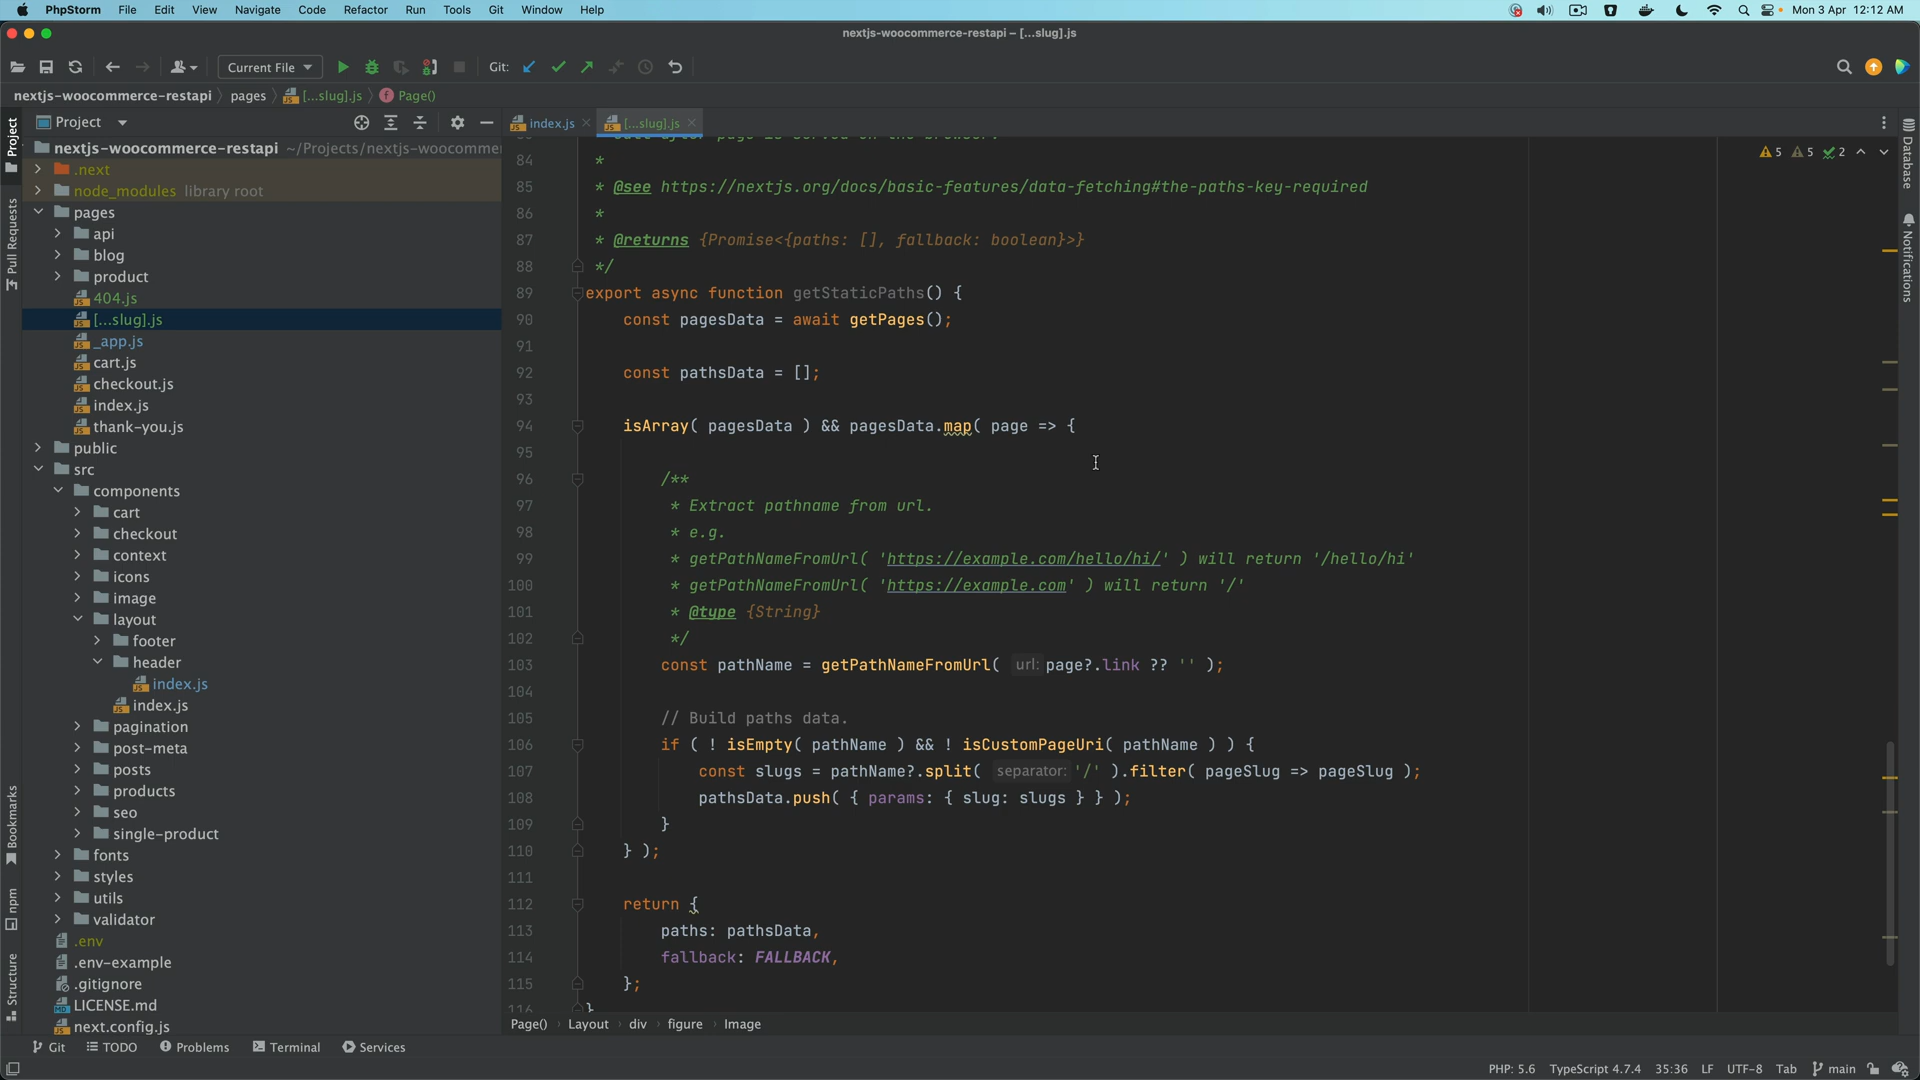 PhpStorm File Edit View Navigate Code Refactor Run Tools Git Window Help Mon 3 Apr 12:12 AM
nextjs-woocommerce-restapi – [...slug].js
Current File Git:
nextjs-woocommerce-restapi pages [...slug].js Page()
Project
index.js [...slug].js
nextjs-woocommerce-restapi ~/Projects/nextjs-woocomme
.next
node_modules library root
pages
api
blog
product
404.js
[...slug].js
_app.js
cart.js
checkout.js
index.js
thank-you.js
public
src
components
cart
checkout
context
icons
image
layout
footer
header
index.js
index.js
pagination
post-meta
posts
products
seo
single-product
fonts
styles
utils
validator
.env
.env-example
.gitignore
LICENSE.md
next.config.js
Project
Pull Requests
Bookmarks
npm
Structure
5 5 2
84 *
85 * @see https://nextjs.org/docs/basic-features/data-fetching#the-paths-key-required
86 *
87 * @returns {Promise<{paths: [], fallback: boolean}>}
88 */
89 export async function getStaticPaths() {
90 const pagesData = await getPages();
91
92 const pathsData = [];
93
94 isArray( pagesData ) && pagesData.map( page => {
95
96 /**
97 * Extract pathname from url.
98 * e.g.
99 * getPathNameFromUrl( 'https://example.com/hello/hi/' ) will return '/hello/hi'
100 * getPathNameFromUrl( 'https://example.com' ) will return '/'
101 * @type {String}
102 */
103 const pathName = getPathNameFromUrl( url: page?.link ?? '' );
104
105 // Build paths data.
106 if ( ! isEmpty( pathName ) && ! isCustomPageUri( pathName ) ) {
107 const slugs = pathName?.split( separator: '/' ).filter( pageSlug => pageSlug );
108 pathsData.push( { params: { slug: slugs } } );
109 }
110 } );
111
112 return {
113 paths: pathsData,
114 fallback: FALLBACK,
115 };
116 }
Database
Notifications
Page() Layout div figure Image
Git TODO Problems Terminal Services
PHP: 5.6 TypeScript 4.7.4 35:36 LF UTF-8 Tab main